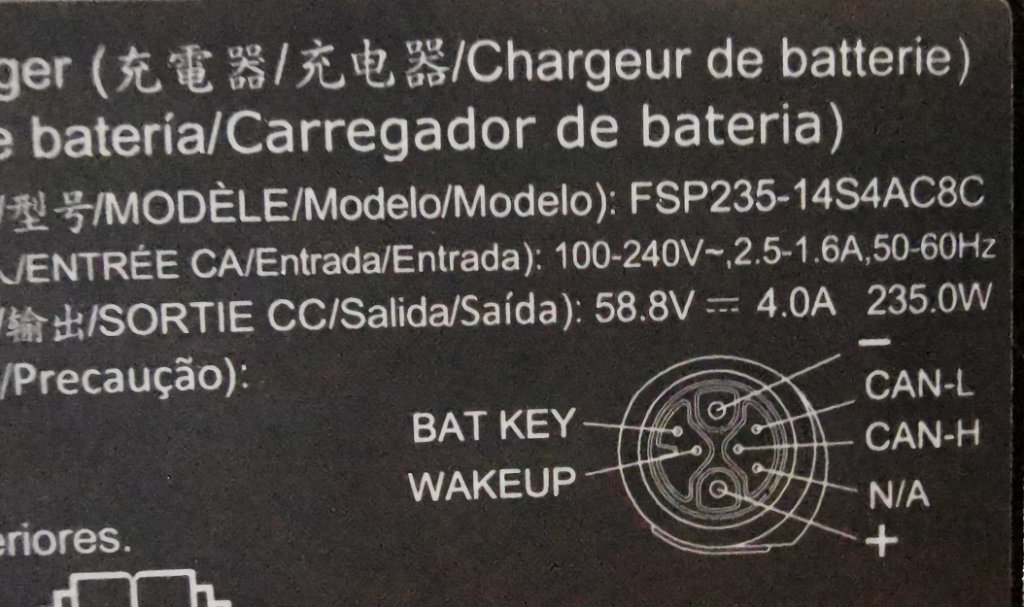 ger (充電器/充电器/Chargeur de batterie)
e batería/Carregador de bateria)
/型号/MODÈLE/Modelo/Modelo): FSP235-14S4AC8C
/ENTRÉE CA/Entrada/Entrada): 100-240V~,2.5-1.6A,50-60Hz
/输出/SORTIE CC/Salida/Saída): 58.8V ⎓ 4.0A 235.0W
/Precaução):
−
CAN-L
BAT KEY
CAN-H
WAKEUP
N/A
+
eriores.